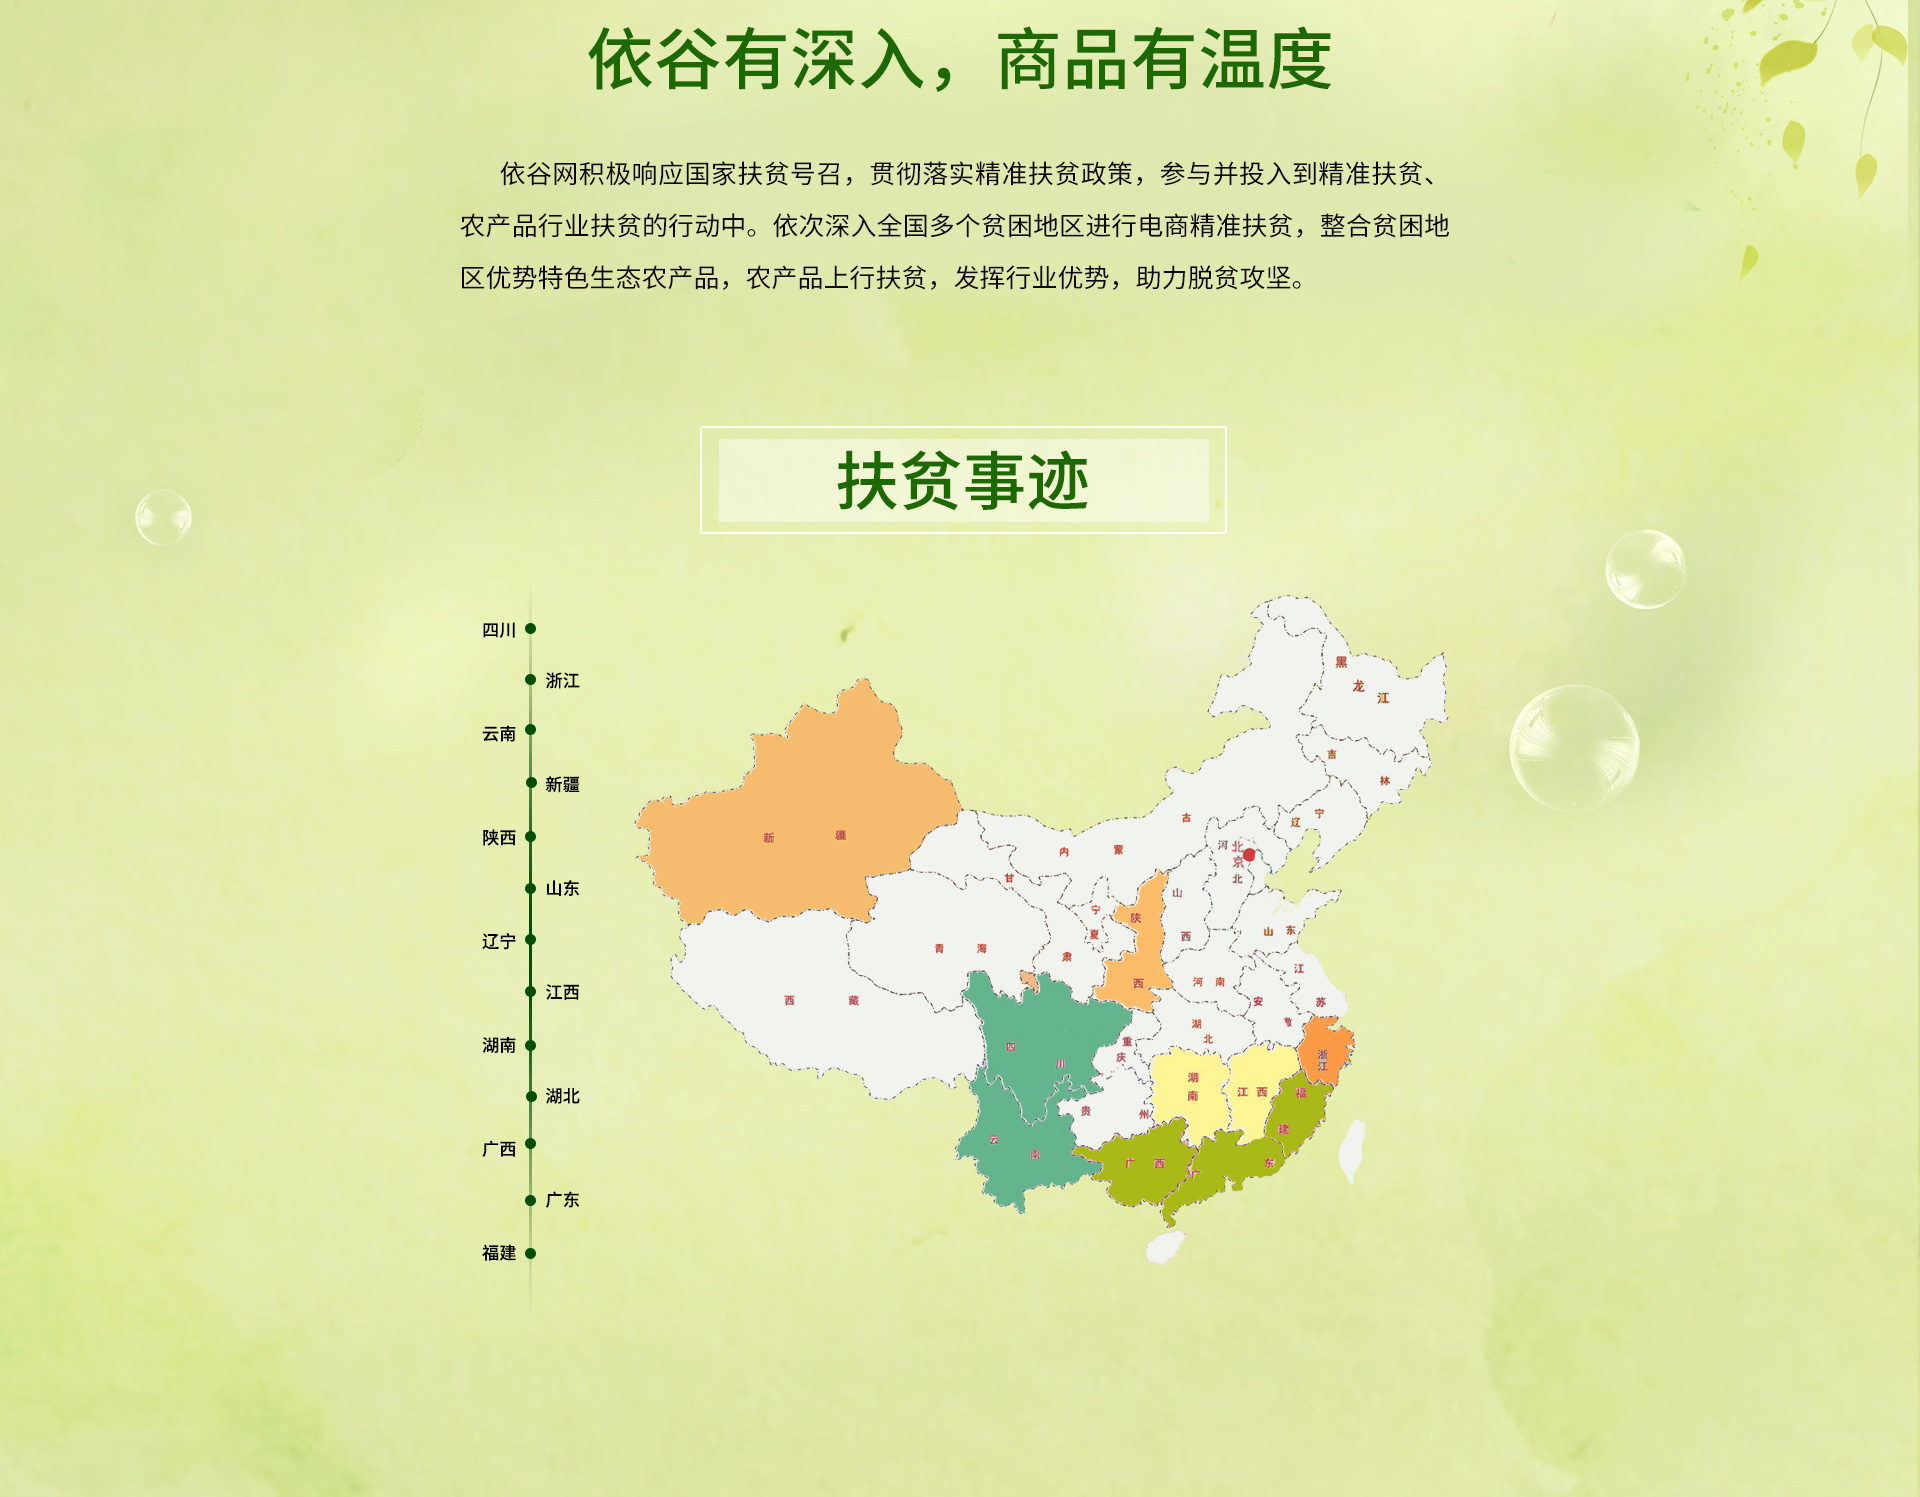 依谷有深入，商品有温度
依谷网积极响应国家扶贫号召，贯彻落实精准扶贫政策，参与并投入到精准扶贫、
农产品行业扶贫的行动中。依次深入全国多个贫困地区进行电商精准扶贫，整合贫困地
区优势特色生态农产品，农产品上行扶贫，发挥行业优势，助力脱贫攻坚。
扶贫事迹
四川
浙江
云南
新疆
陕西
山东
辽宁
江西
湖南
湖北
广西
广东
福建
黑
龙
江
吉
林
辽宁
内蒙古
新疆
河北
北京
甘肃
山西
宁夏
陕西
山东
青海
西藏
河南
江苏
安徽
湖北
重庆
四川
浙江
湖南
江西
福建
贵州
云南
广西
广东